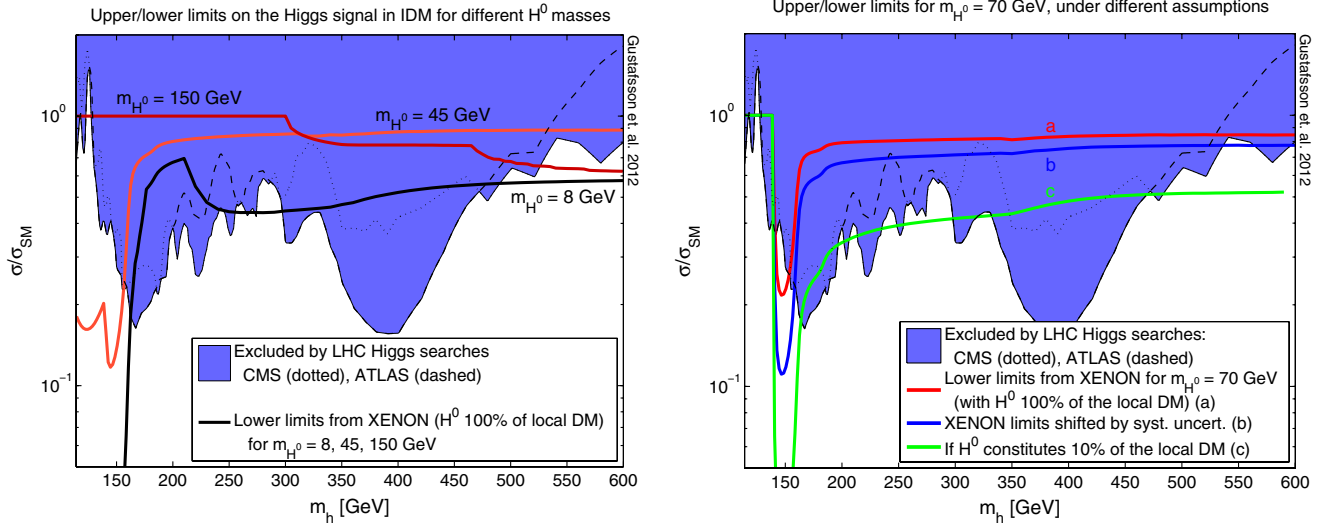 Upper/lower limits on the Higgs signal in IDM for different H⁰ masses
Gustafsson et. al. 2012
m_H⁰ = 150 GeV
m_H⁰ = 45 GeV
m_H⁰ = 8 GeV
10⁰
10⁻¹
σ/σ_SM
Excluded by LHC Higgs searches
CMS (dotted), ATLAS (dashed)
Lower limits from XENON (H⁰ 100% of local DM)
for m_H⁰ = 8, 45, 150 GeV
150 200 250 300 350 400 450 500 550 600
m_h [GeV]
Upper/lower limits for m_H⁰ = 70 GeV, under different assumptions
Gustafsson et. al. 2012
a
b
c
10⁰
10⁻¹
σ/σ_SM
Excluded by LHC Higgs searches:
CMS (dotted), ATLAS (dashed)
Lower limits from XENON for m_H⁰ = 70 GeV
(with H⁰ 100% of the local DM) (a)
XENON limits shifted by syst. uncert. (b)
If H⁰ constitutes 10% of the local DM (c)
150 200 250 300 350 400 450 500 550 600
m_h [GeV]